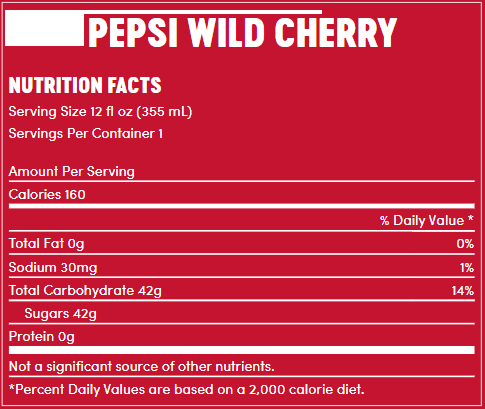 PEPSI WILD CHERRY
NUTRITION FACTS
Serving Size 12 fl oz (355 mL)
Servings Per Container 1
Amount Per Serving
Calories 160
% Daily Value *
Total Fat 0g 0%
Sodium 30mg 1%
Total Carbohydrate 42g 14%
Sugars 42g
Protein 0g
Not a significant source of other nutrients.
*Percent Daily Values are based on a 2,000 calorie diet.